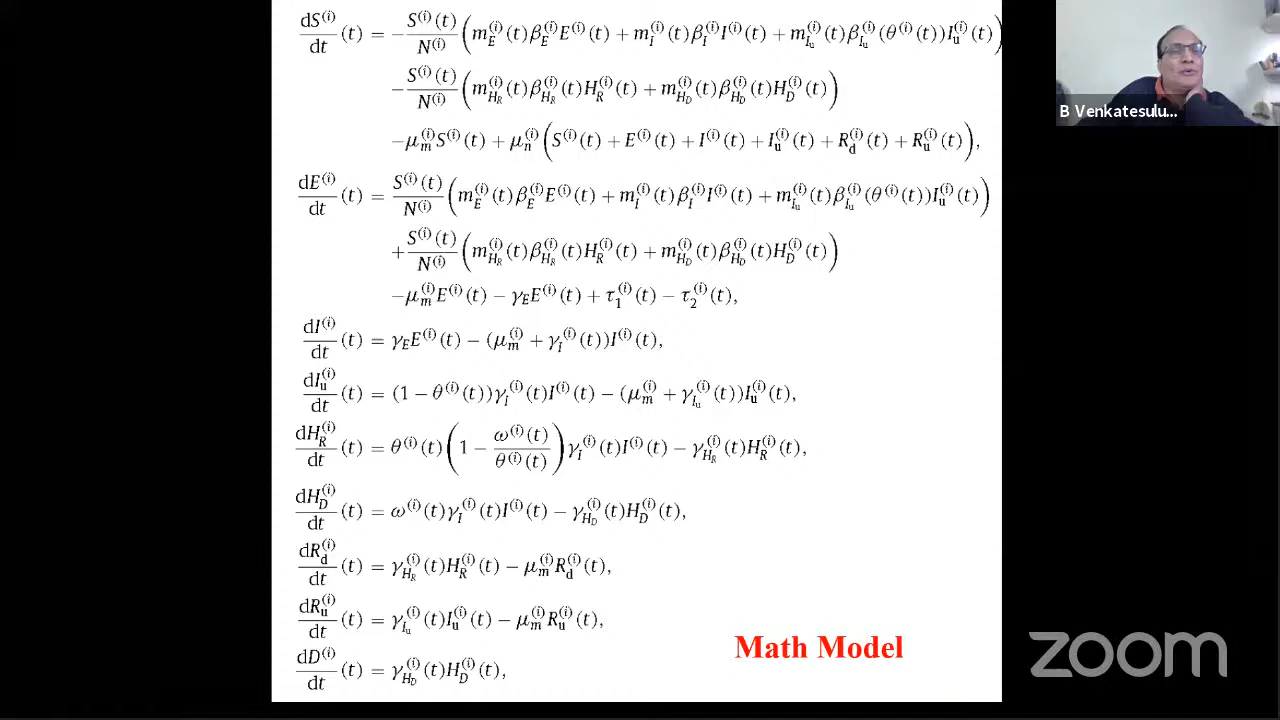 dS⁽ⁱ⁾/dt (t) = −S⁽ⁱ⁾(t)/N⁽ⁱ⁾ (m_E⁽ⁱ⁾(t)β_E⁽ⁱ⁾E⁽ⁱ⁾(t) + m_I⁽ⁱ⁾(t)β_I⁽ⁱ⁾I⁽ⁱ⁾(t) + m_{I_u}⁽ⁱ⁾(t)β_{I_u}⁽ⁱ⁾(θ⁽ⁱ⁾(t))I_u⁽ⁱ⁾(t))
−S⁽ⁱ⁾(t)/N⁽ⁱ⁾ (m_{H_R}⁽ⁱ⁾(t)β_{H_R}⁽ⁱ⁾H_R⁽ⁱ⁾(t) + m_{H_D}⁽ⁱ⁾(t)β_{H_D}⁽ⁱ⁾H_D⁽ⁱ⁾(t))
−μ_m⁽ⁱ⁾S⁽ⁱ⁾(t) + μ_n⁽ⁱ⁾(S⁽ⁱ⁾(t) + E⁽ⁱ⁾(t) + I⁽ⁱ⁾(t) + I_u⁽ⁱ⁾(t) + R_d⁽ⁱ⁾(t) + R_u⁽ⁱ⁾(t)),
dE⁽ⁱ⁾/dt (t) = S⁽ⁱ⁾(t)/N⁽ⁱ⁾ (m_E⁽ⁱ⁾(t)β_E⁽ⁱ⁾E⁽ⁱ⁾(t) + m_I⁽ⁱ⁾(t)β_I⁽ⁱ⁾I⁽ⁱ⁾(t) + m_{I_u}⁽ⁱ⁾(t)β_{I_u}⁽ⁱ⁾(θ⁽ⁱ⁾(t))I_u⁽ⁱ⁾(t))
+S⁽ⁱ⁾(t)/N⁽ⁱ⁾ (m_{H_R}⁽ⁱ⁾(t)β_{H_R}⁽ⁱ⁾H_R⁽ⁱ⁾(t) + m_{H_D}⁽ⁱ⁾(t)β_{H_D}⁽ⁱ⁾H_D⁽ⁱ⁾(t))
−μ_m⁽ⁱ⁾E⁽ⁱ⁾(t) − γ_E E⁽ⁱ⁾(t) + τ₁⁽ⁱ⁾(t) − τ₂⁽ⁱ⁾(t),
dI⁽ⁱ⁾/dt (t) = γ_E E⁽ⁱ⁾(t) − (μ_m⁽ⁱ⁾ + γ_I⁽ⁱ⁾(t))I⁽ⁱ⁾(t),
dI_u⁽ⁱ⁾/dt (t) = (1 − θ⁽ⁱ⁾(t))γ_I⁽ⁱ⁾(t)I⁽ⁱ⁾(t) − (μ_m⁽ⁱ⁾ + γ_{I_u}⁽ⁱ⁾(t))I_u⁽ⁱ⁾(t),
dH_R⁽ⁱ⁾/dt (t) = θ⁽ⁱ⁾(t)(1 − ω⁽ⁱ⁾(t)/θ⁽ⁱ⁾(t))γ_I⁽ⁱ⁾(t)I⁽ⁱ⁾(t) − γ_{H_R}⁽ⁱ⁾(t)H_R⁽ⁱ⁾(t),
dH_D⁽ⁱ⁾/dt (t) = ω⁽ⁱ⁾(t)γ_I⁽ⁱ⁾(t)I⁽ⁱ⁾(t) − γ_{H_D}⁽ⁱ⁾(t)H_D⁽ⁱ⁾(t),
dR_d⁽ⁱ⁾/dt (t) = γ_{H_R}⁽ⁱ⁾(t)H_R⁽ⁱ⁾(t) − μ_m⁽ⁱ⁾R_d⁽ⁱ⁾(t),
dR_u⁽ⁱ⁾/dt (t) = γ_{I_u}⁽ⁱ⁾(t)I_u⁽ⁱ⁾(t) − μ_m⁽ⁱ⁾R_u⁽ⁱ⁾(t),
dD⁽ⁱ⁾/dt (t) = γ_{H_D}⁽ⁱ⁾(t)H_D⁽ⁱ⁾(t),
Math Model
B Venkatesulu...
zoom